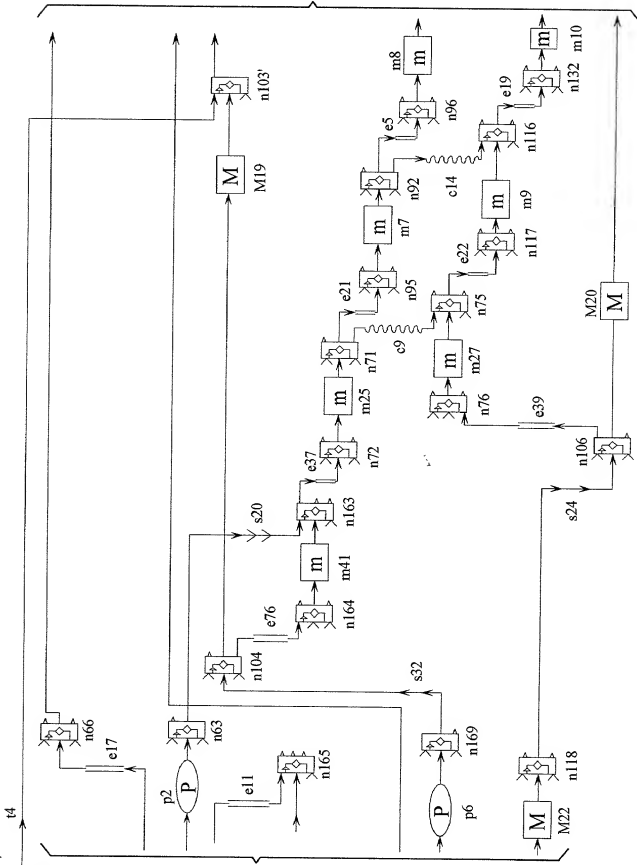 t4
n103'
M
M19
m8
m
m10
m
n132
e19
n96
e5
n116
n92
c14
m
m9
m
m7
n117
e22
n95
e21
n75
n71
c9
M20
M
m
m27
m
m25
n76
e39
n72
e37
n106
n163
s20
s24
m
m41
n164
e76
n104
s32
n66
e17
n63
p2
P
n165
e11
n169
P
p6
n118
M
M22